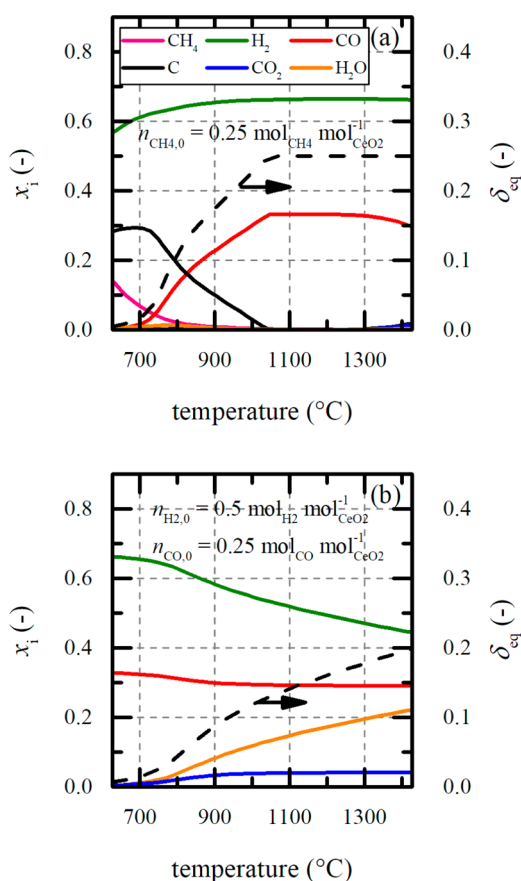 (a)
CH4 H2 CO
C CO2 H2O
nCH4,0 = 0.25 molCH4 mol-1CeO2
xi (-)
0.8
0.6
0.4
0.2
0.0
δeq (-)
0.4
0.3
0.2
0.1
0.0
700 900 1100 1300
temperature (°C)
(b)
nH2,0 = 0.5 molH2 mol-1CeO2
nCO,0 = 0.25 molCO mol-1CeO2
xi (-)
0.8
0.6
0.4
0.2
0.0
δeq (-)
0.4
0.3
0.2
0.1
0.0
700 900 1100 1300
temperature (°C)